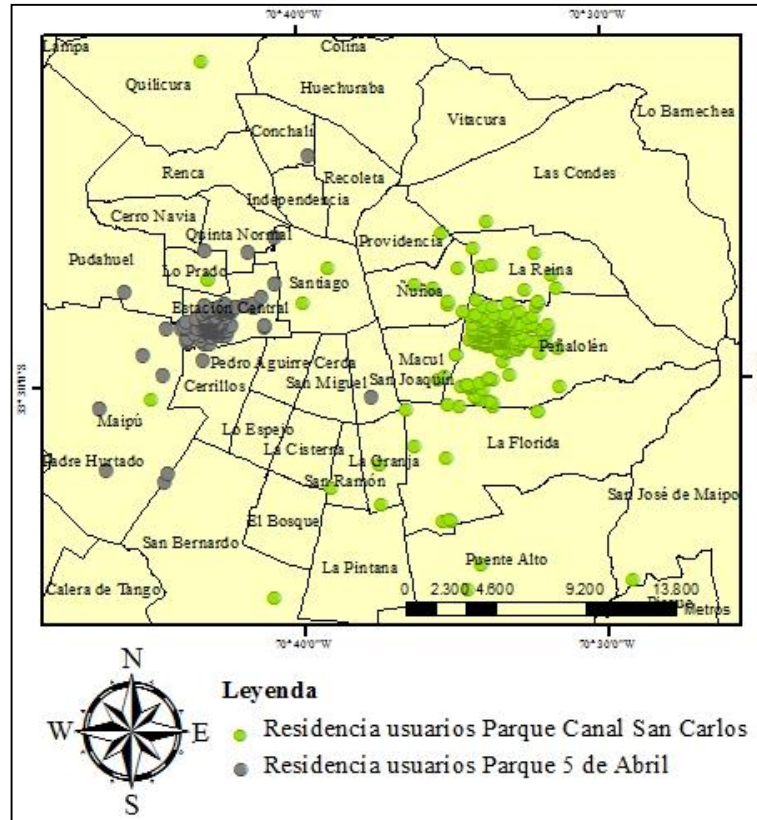 70° 40'0"W
70° 30'0"W
Lampa
Colina
Quilicura
Huechuraba
Lo Barnechea
Vitacura
Conchalí
Renca
Recoleta
Las Condes
Independencia
Cerro Navia
Quinta Normal
Providencia
Pudahuel
Lo Prado
La Reina
Santiago
Ñuñoa
Estación Central
Peñalolén
Pedro Aguirre Cerda
Macul
San Miguel
San Joaquín
Cerrillos
33° 30'0"S
Maipú
Lo Espejo
La Florida
La Cisterna
Padre Hurtado
La Granja
San Ramón
San José de Maipo
El Bosque
San Bernardo
Puente Alto
La Pintana
Calera de Tango
0 2.300 4.600 9.200 13.800
Metros
70° 40'0"W
70° 30'0"W
N
W E
S
Leyenda
Residencia usuarios Parque Canal San Carlos
Residencia usuarios Parque 5 de Abril